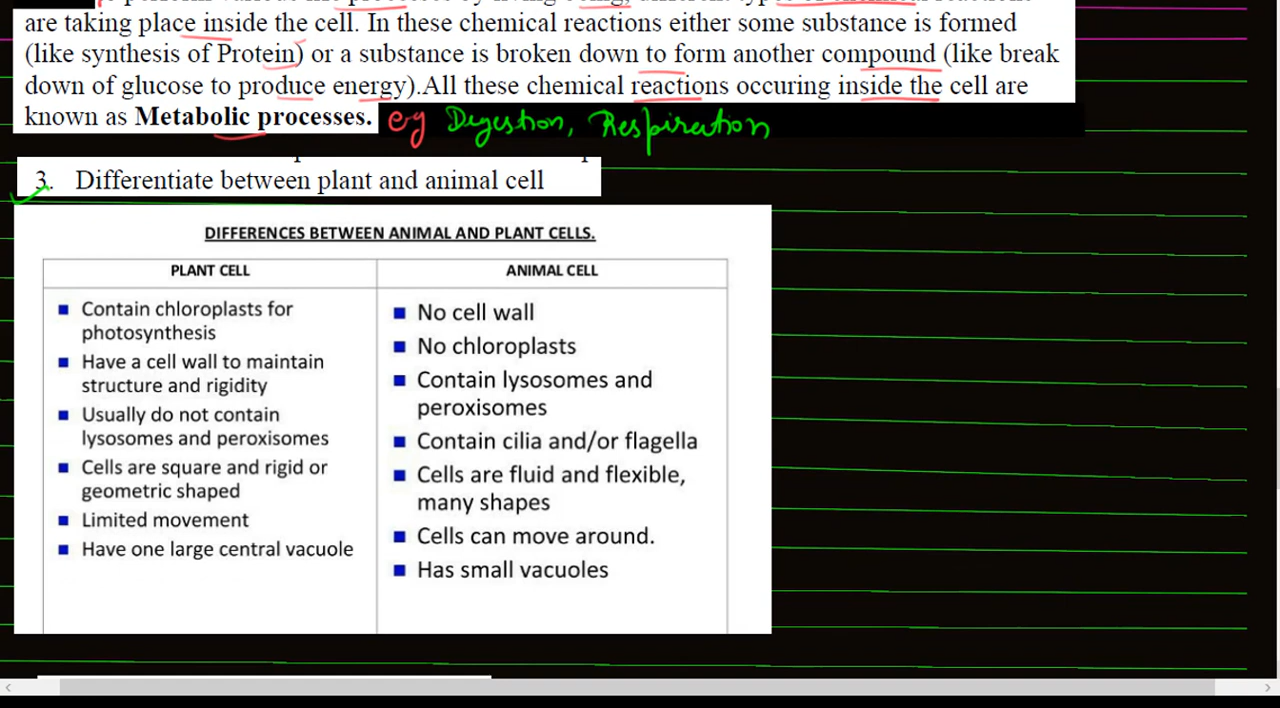 are taking place inside the cell. In these chemical reactions either some substance is formed
(like synthesis of Protein) or a substance is broken down to form another compound (like break
down of glucose to produce energy).All these chemical reactions occuring inside the cell are
known as Metabolic processes. eg Digestion, Respiration
3. Differentiate between plant and animal cell
DIFFERENCES BETWEEN ANIMAL AND PLANT CELLS.
PLANT CELL
Contain chloroplasts for
photosynthesis
Have a cell wall to maintain
structure and rigidity
Usually do not contain
lysosomes and peroxisomes
Cells are square and rigid or
geometric shaped
Limited movement
Have one large central vacuole
ANIMAL CELL
No cell wall
No chloroplasts
Contain lysosomes and
peroxisomes
Contain cilia and/or flagella
Cells are fluid and flexible,
many shapes
Cells can move around.
Has small vacuoles